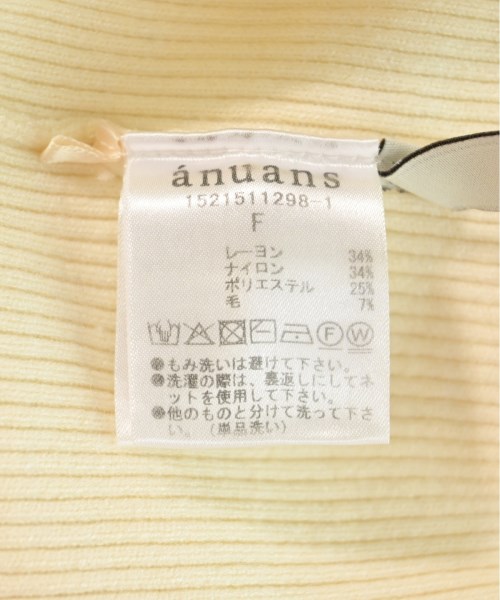 ánuans
1521511298-1
F
レーヨン 34%
ナイロン 34%
ポリエステル 25%
毛 7%
F W
●もみ洗いは避けて下さい。
●洗濯の際は、裏返しにしてネ
ットを使用して下さい。
●他のものと分けて洗って下さ
い。（単品洗い）